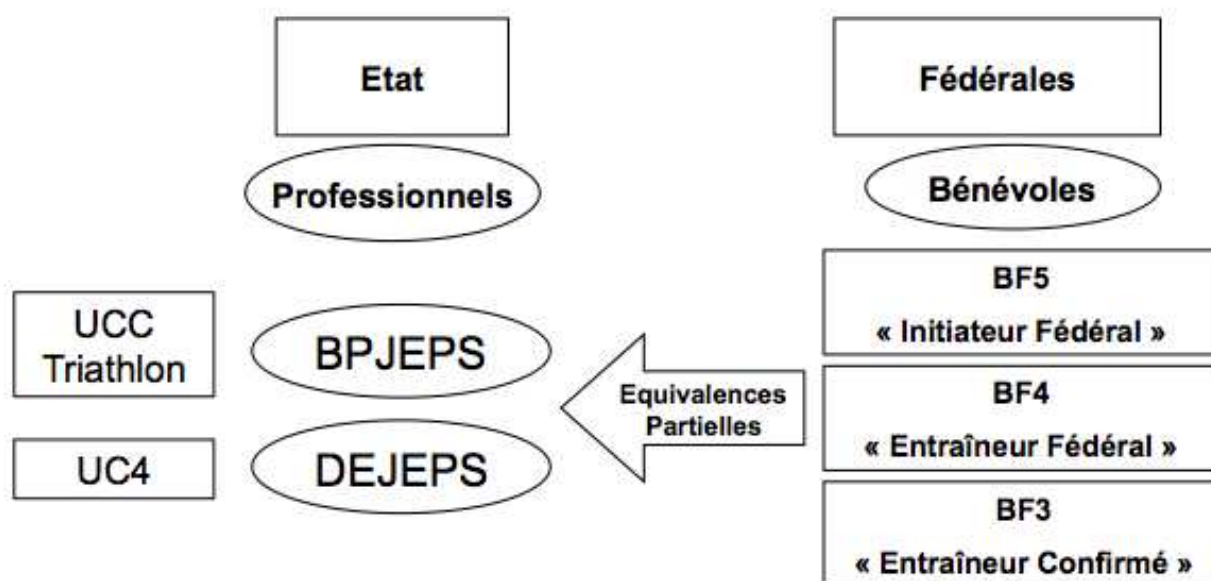 Etat
Fédérales
Professionnels
Bénévoles
BF5
« Initiateur Fédéral »
UCC
Triathlon
BPJEPS
Equivalences
Partielles
BF4
« Entraîneur Fédéral »
UC4
DEJEPS
BF3
« Entraîneur Confirmé »